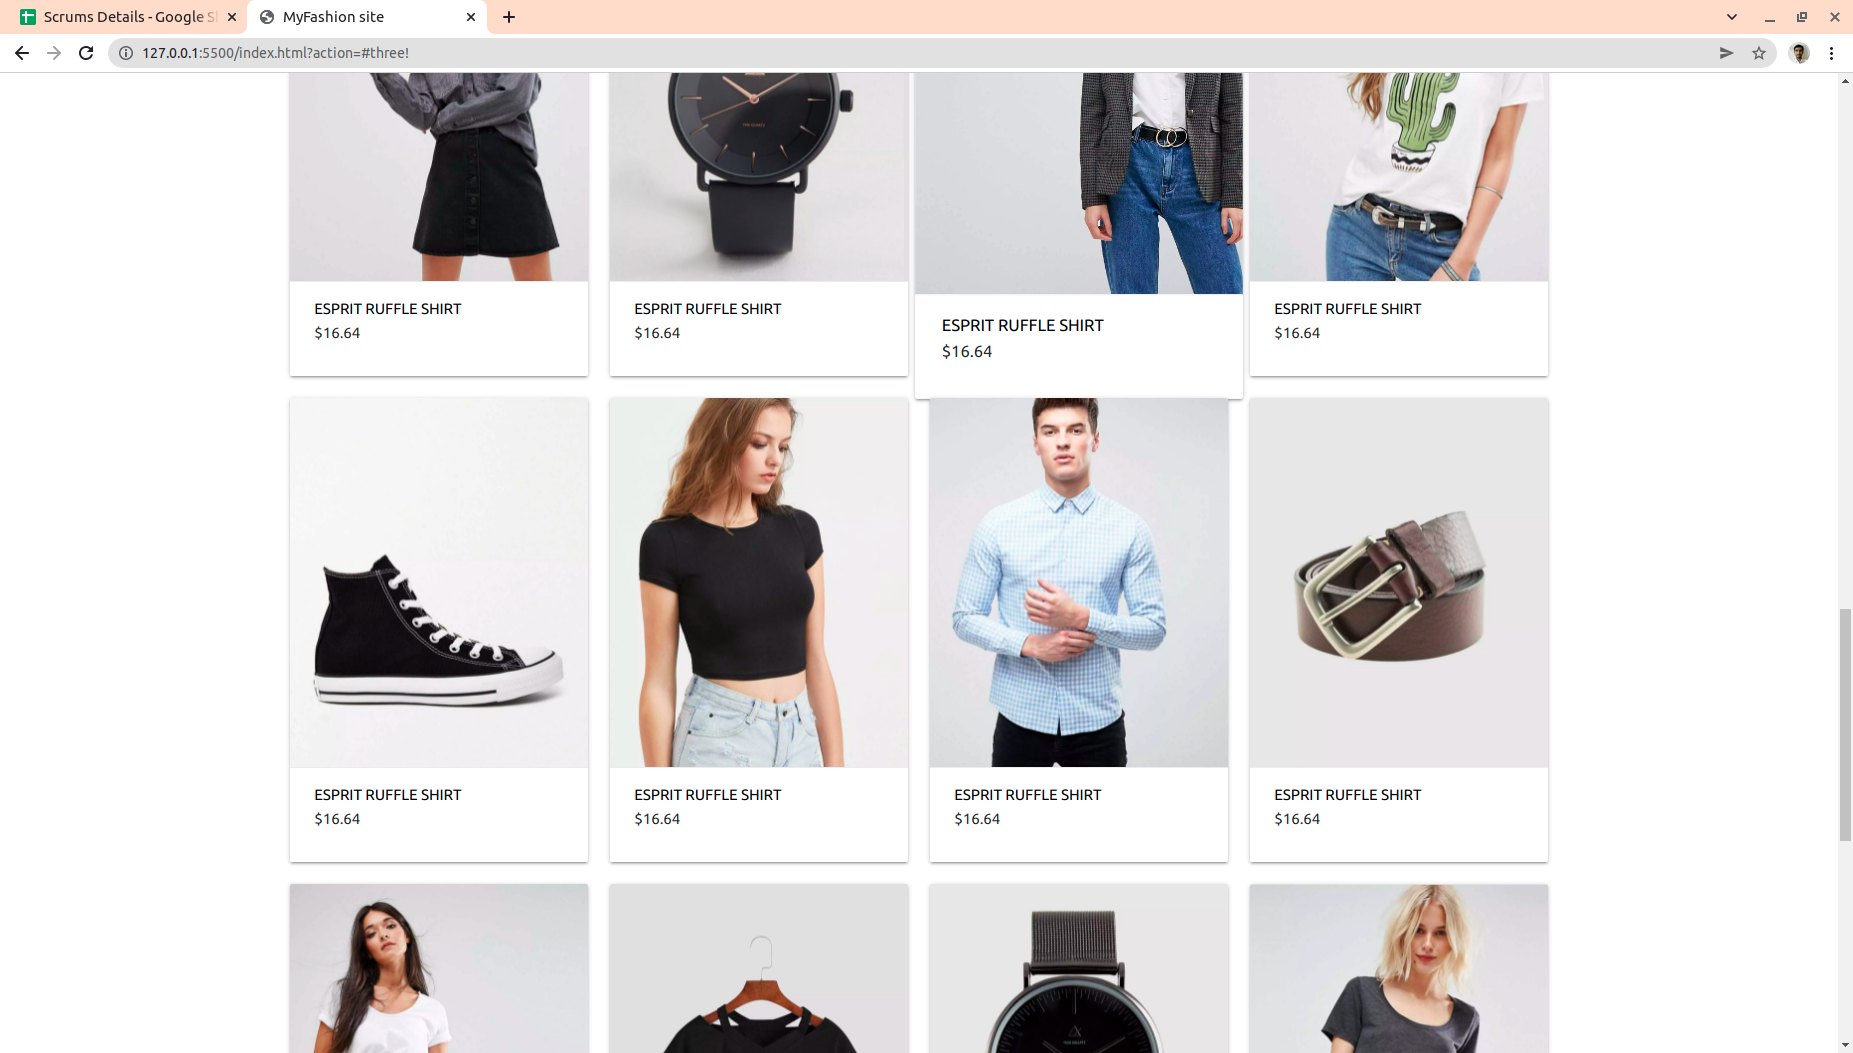 Scrums Details - Google S
MyFashion site
127.0.0.1:5500/index.html?action=#three!
ESPRIT RUFFLE SHIRT
$16.64
ESPRIT RUFFLE SHIRT
$16.64
ESPRIT RUFFLE SHIRT
$16.64
ESPRIT RUFFLE SHIRT
$16.64
ESPRIT RUFFLE SHIRT
$16.64
ESPRIT RUFFLE SHIRT
$16.64
ESPRIT RUFFLE SHIRT
$16.64
ESPRIT RUFFLE SHIRT
$16.64